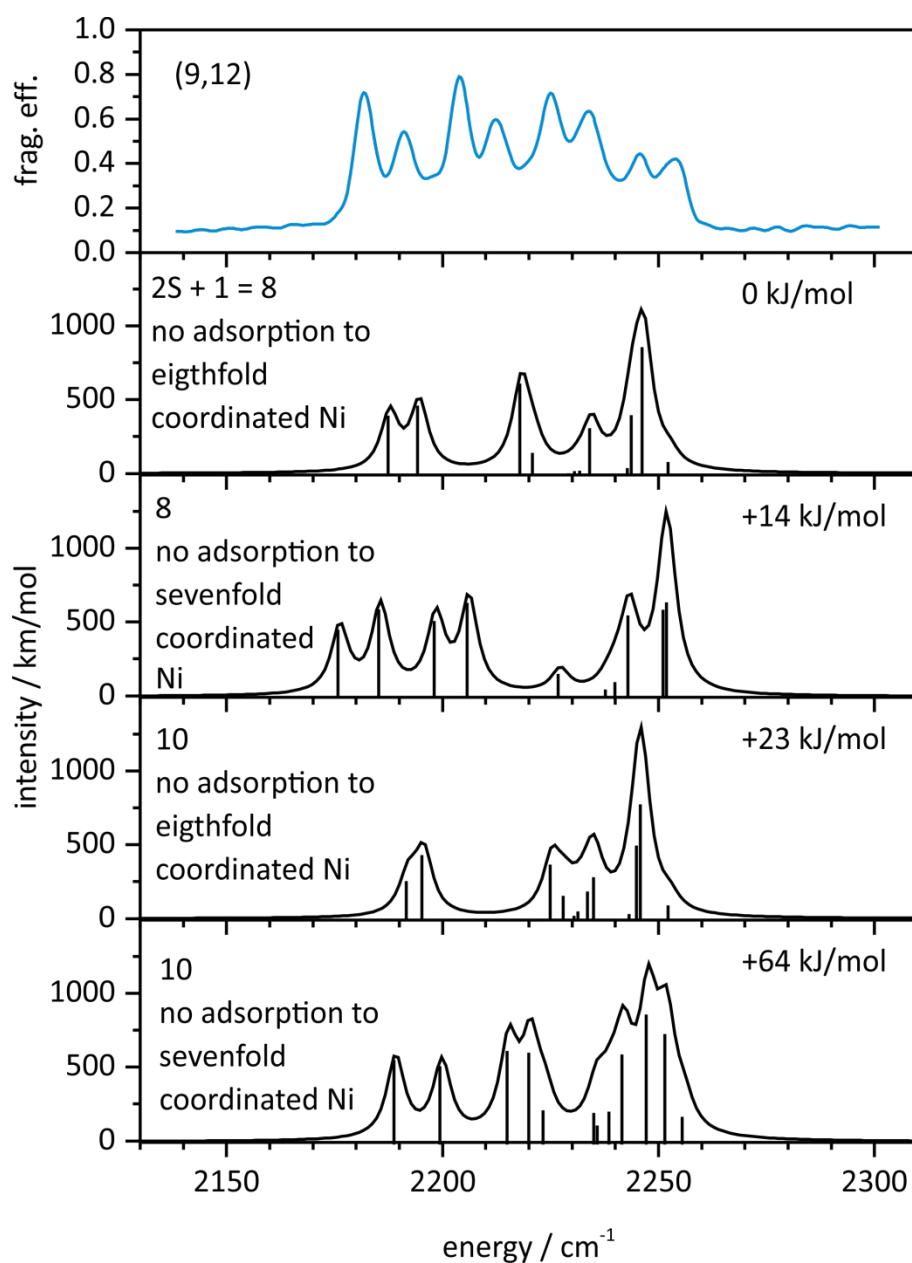 1.0
0.8
0.6
0.4
0.2
0.0
frag. eff.
(9,12)
2S + 1 = 8
no adsorption to
eigthfold
coordinated Ni
0 kJ/mol
1000
500
0
8
no adsorption to
sevenfold
coordinated
Ni
+14 kJ/mol
1000
500
0
intensity / km/mol
10
no adsorption to
eigthfold
coordinated Ni
+23 kJ/mol
1000
500
0
10
no adsorption to
sevenfold
coordinated Ni
+64 kJ/mol
1000
500
0
2150 2200 2250 2300
energy / cm⁻¹